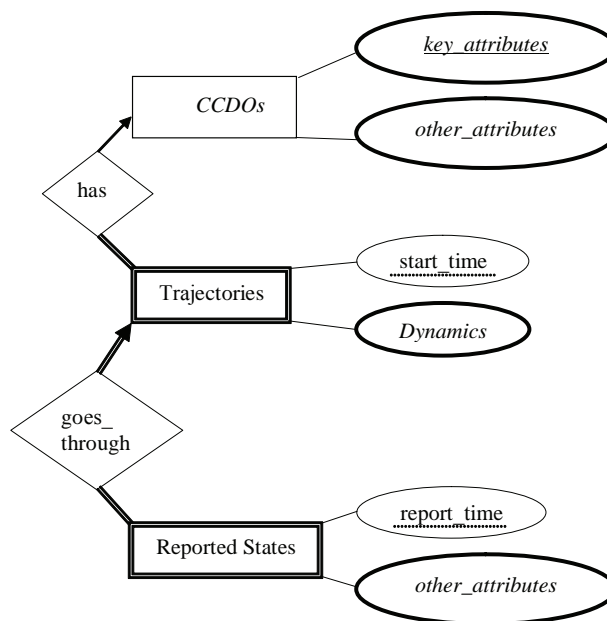 key_attributes
CCDOs
other_attributes
has
start_time
Trajectories
Dynamics
goes_
through
report_time
Reported States
other_attributes